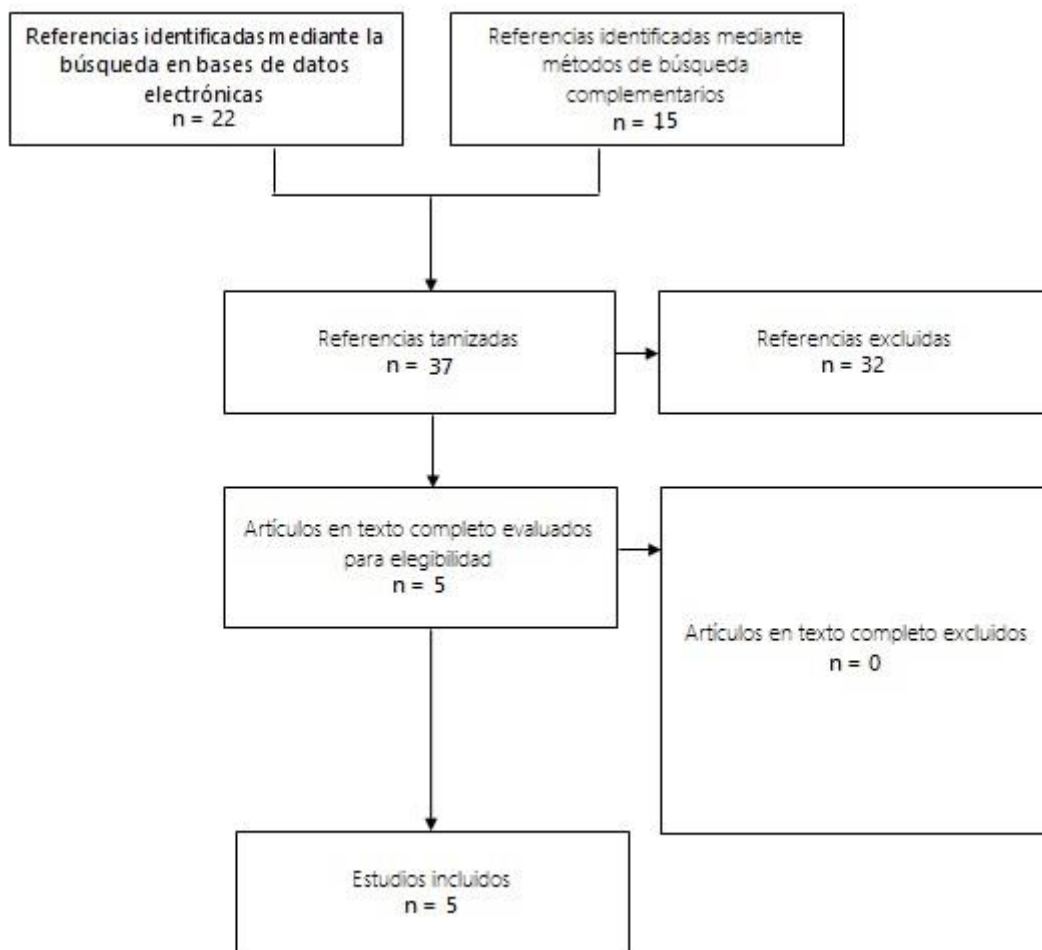 Referencias identificadas mediante la
búsqueda en bases de datos
electrónicas
n = 22
Referencias identificadas mediante
métodos de búsqueda
complementarios
n = 15
Referencias tamizadas
n = 37
Referencias excluidas
n = 32
Artículos en texto completo evaluados
para elegibilidad
n = 5
Artículos en texto completo excluidos
n = 0
Estudios incluidos
n = 5